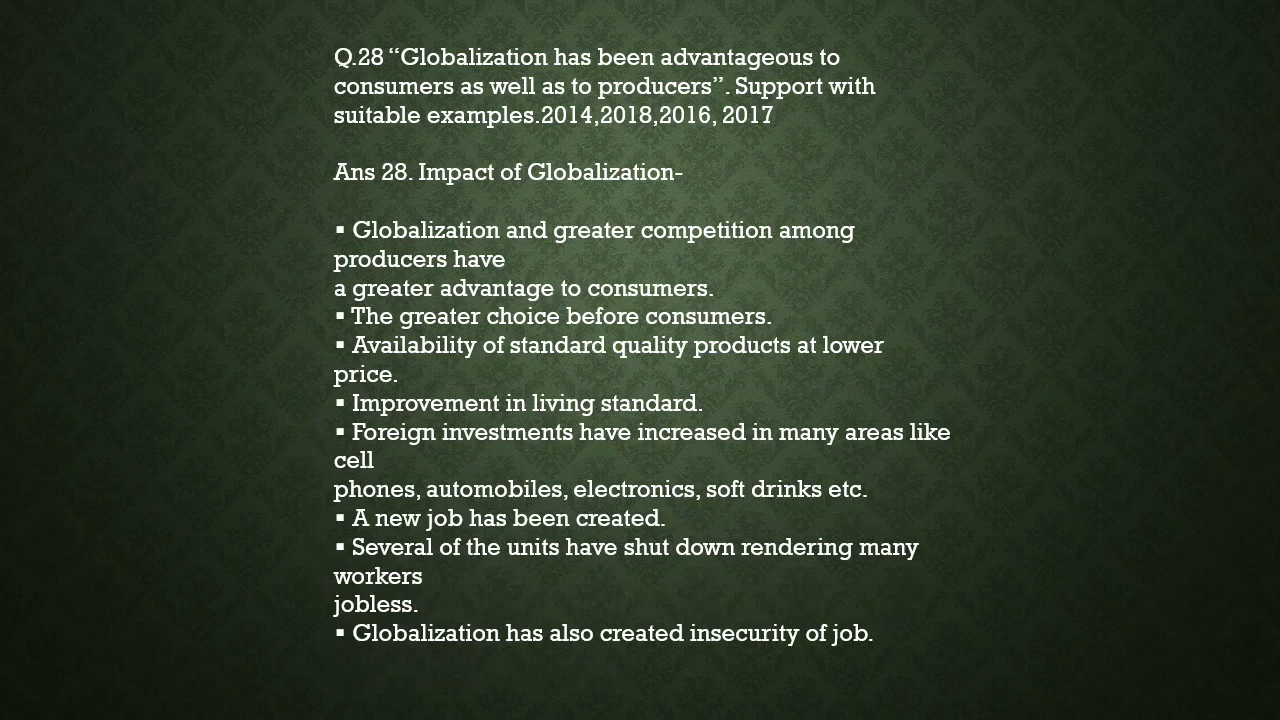 Q.28 “Globalization has been advantageous to
consumers as well as to producers”. Support with
suitable examples.2014,2018,2016, 2017
Ans 28. Impact of Globalization-
▪ Globalization and greater competition among
producers have
a greater advantage to consumers.
▪ The greater choice before consumers.
▪ Availability of standard quality products at lower
price.
▪ Improvement in living standard.
▪ Foreign investments have increased in many areas like
cell
phones, automobiles, electronics, soft drinks etc.
▪ A new job has been created.
▪ Several of the units have shut down rendering many
workers
jobless.
▪ Globalization has also created insecurity of job.